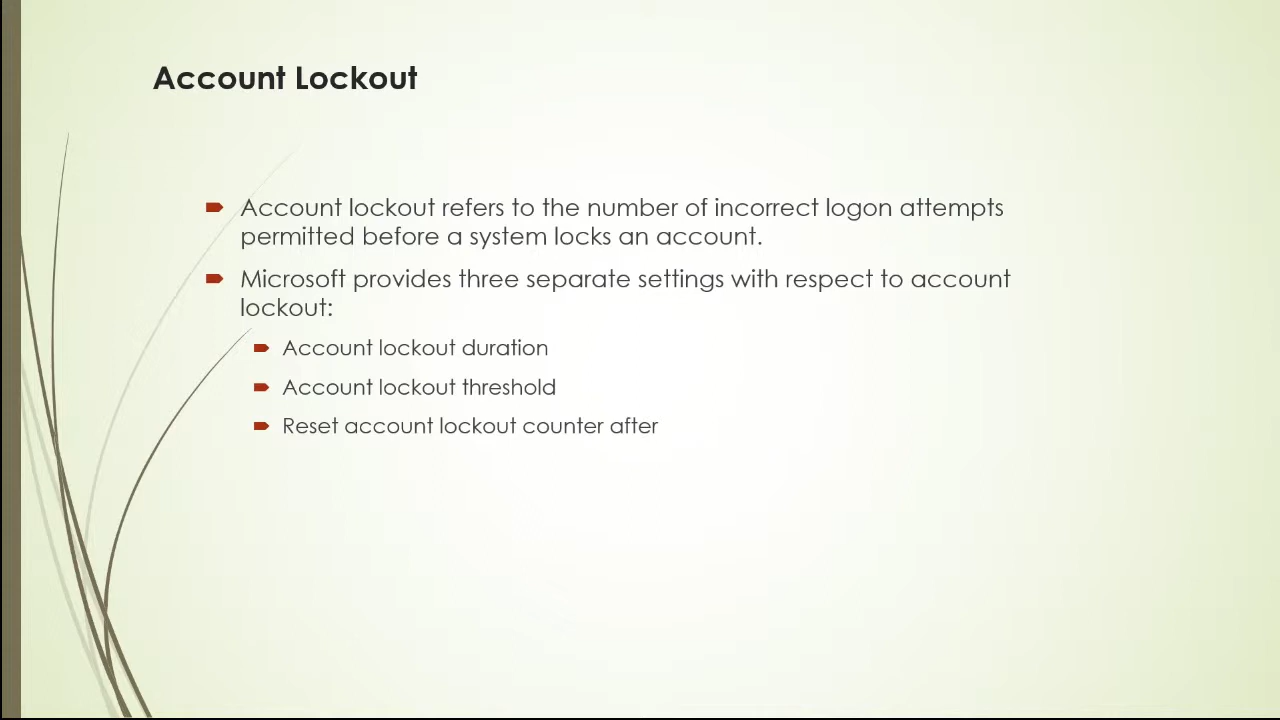 Account Lockout
Account lockout refers to the number of incorrect logon attempts
permitted before a system locks an account.
Microsoft provides three separate settings with respect to account
lockout:
Account lockout duration
Account lockout threshold
Reset account lockout counter after